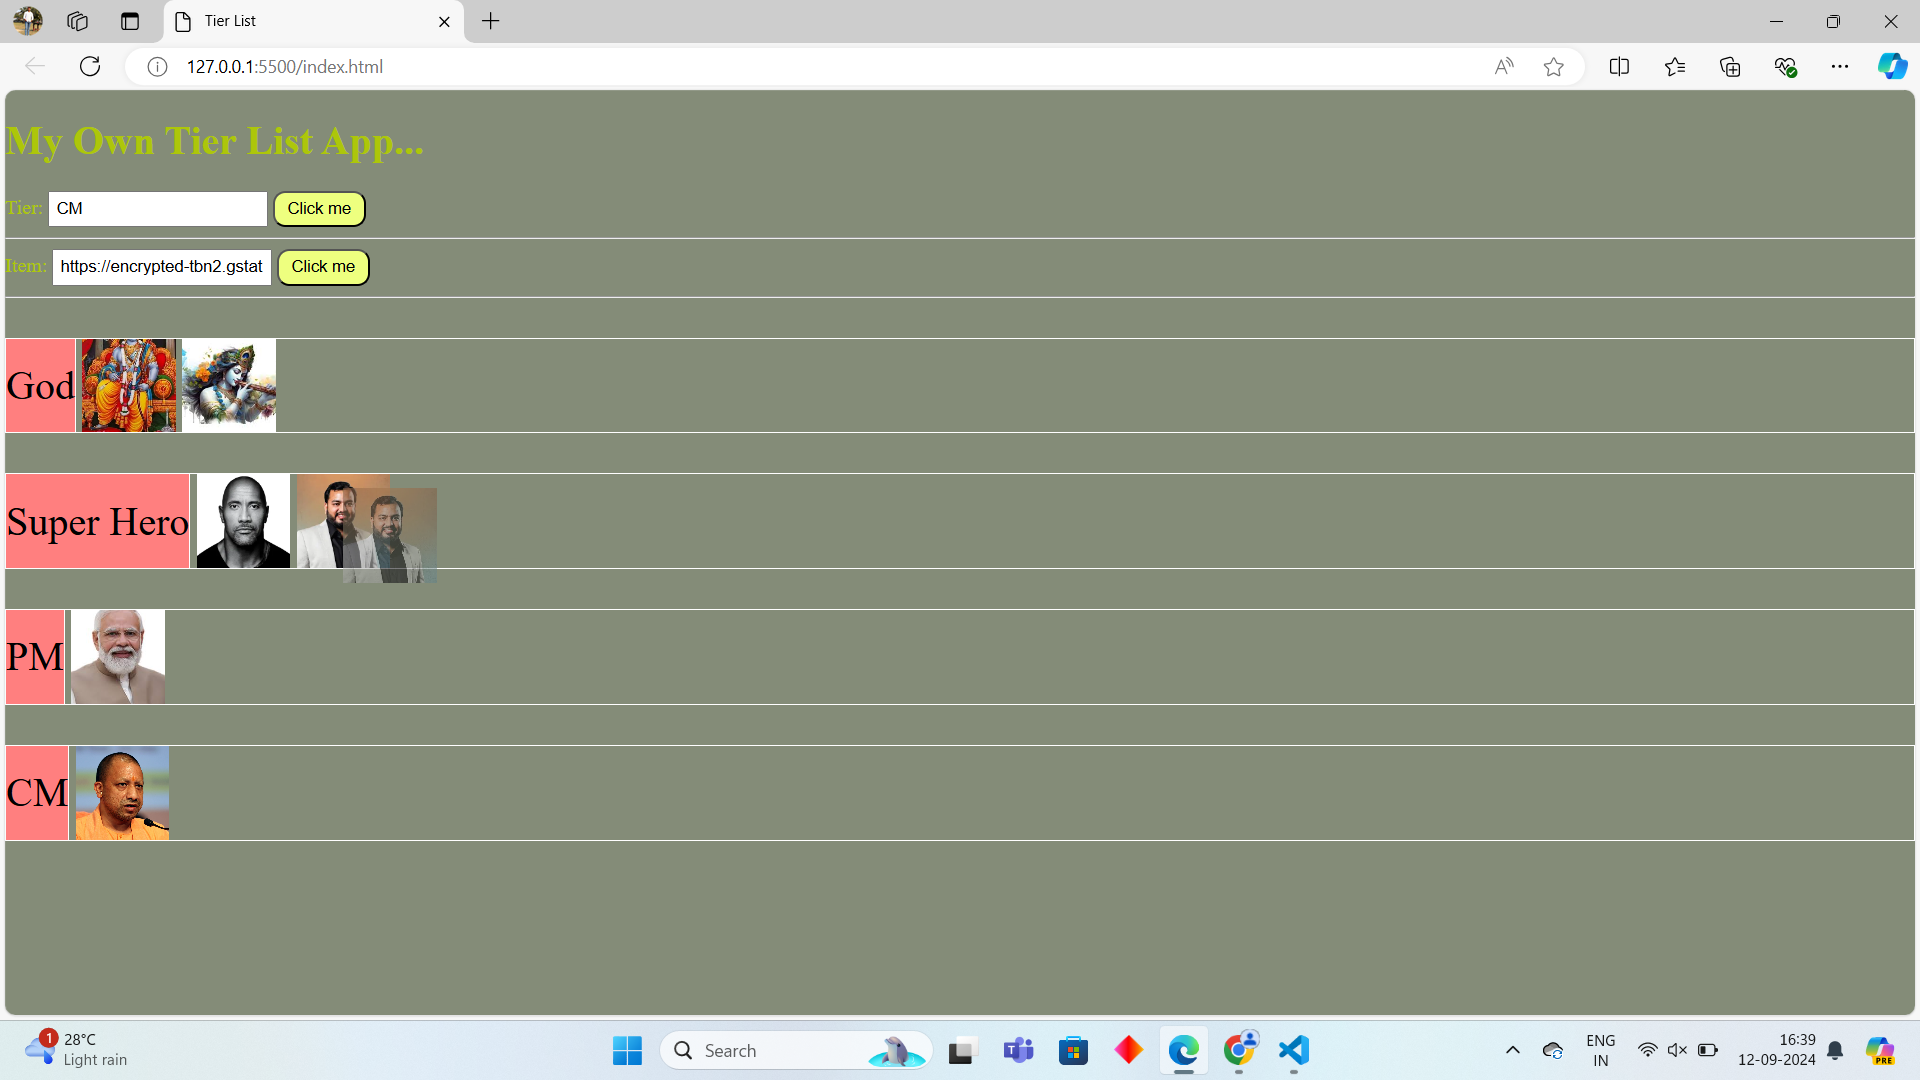 Tier List
127.0.0.1:5500/index.html
My Own Tier List App...
Tier: CM Click me
Item: https://encrypted-tbn2.gstat Click me
God
Super Hero
PM
CM
1
28°C
Light rain
Search
ENG
IN
16:39
12-09-2024
PRE